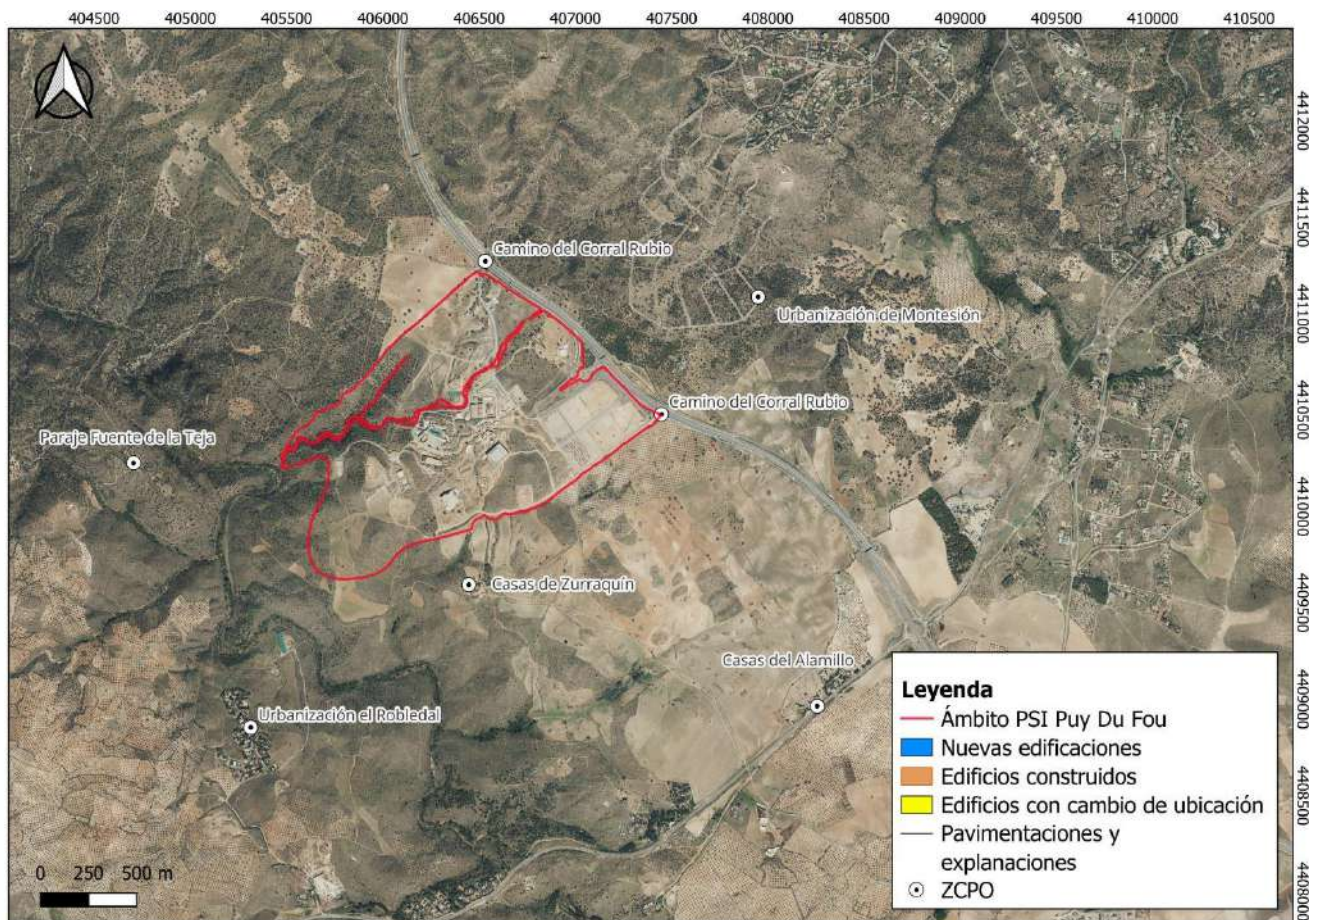 404500 405000 405500 406000 406500 407000 407500 408000 408500 409000 409500 410000 410500
4412000
4411500
Camino del Corral Rubio
Urbanización de Montesión
4411000
Camino del Corral Rubio
4410500
Paraje Fuente de la Teja
4410000
Casas de Zurraquín
4409500
Casas del Alamillo
Urbanización el Robledal
4409000
Leyenda
Ámbito PSI Puy Du Fou
Nuevas edificaciones
Edificios construidos
Edificios con cambio de ubicación
Pavimentaciones y
explanaciones
ZCPO
4408500
4408000
0 250 500 m